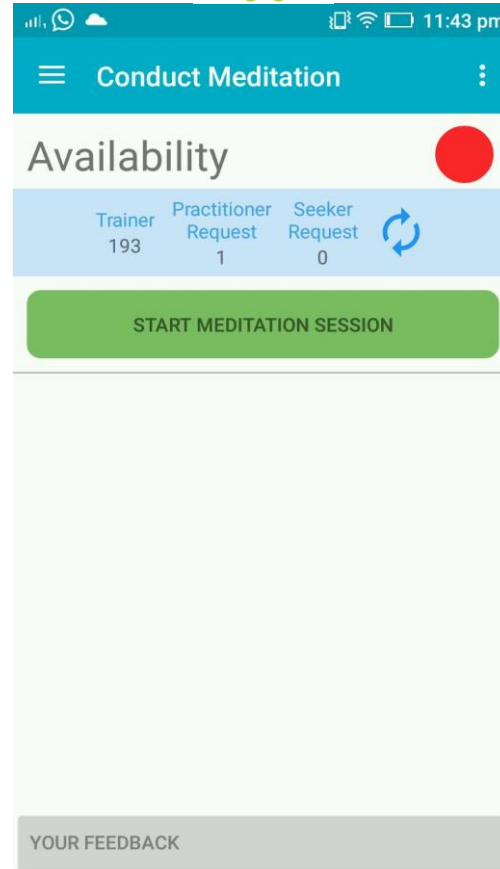 11:43 pm
Conduct Meditation
Availability
Trainer
193
Practitioner
Request
1
Seeker
Request
0
START MEDITATION SESSION
YOUR FEEDBACK